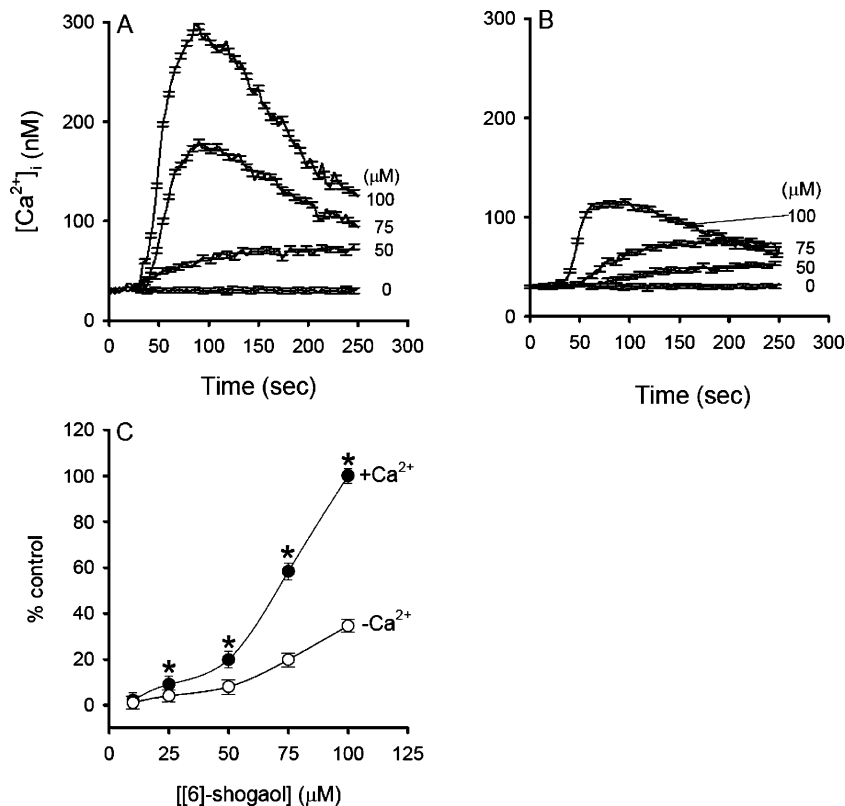 A
300
200
100
0
[Ca²⁺]ᵢ (nM)
(µM)
100
75
50
0
0 50 100 150 200 250 300
Time (sec)
B
300
200
100
0
(µM)
100
75
50
0
0 50 100 150 200 250 300
Time (sec)
C
120
100
80
60
40
20
0
% control
* * * *
+Ca²⁺
-Ca²⁺
0 25 50 75 100 125
[[6]-shogaol] (µM)